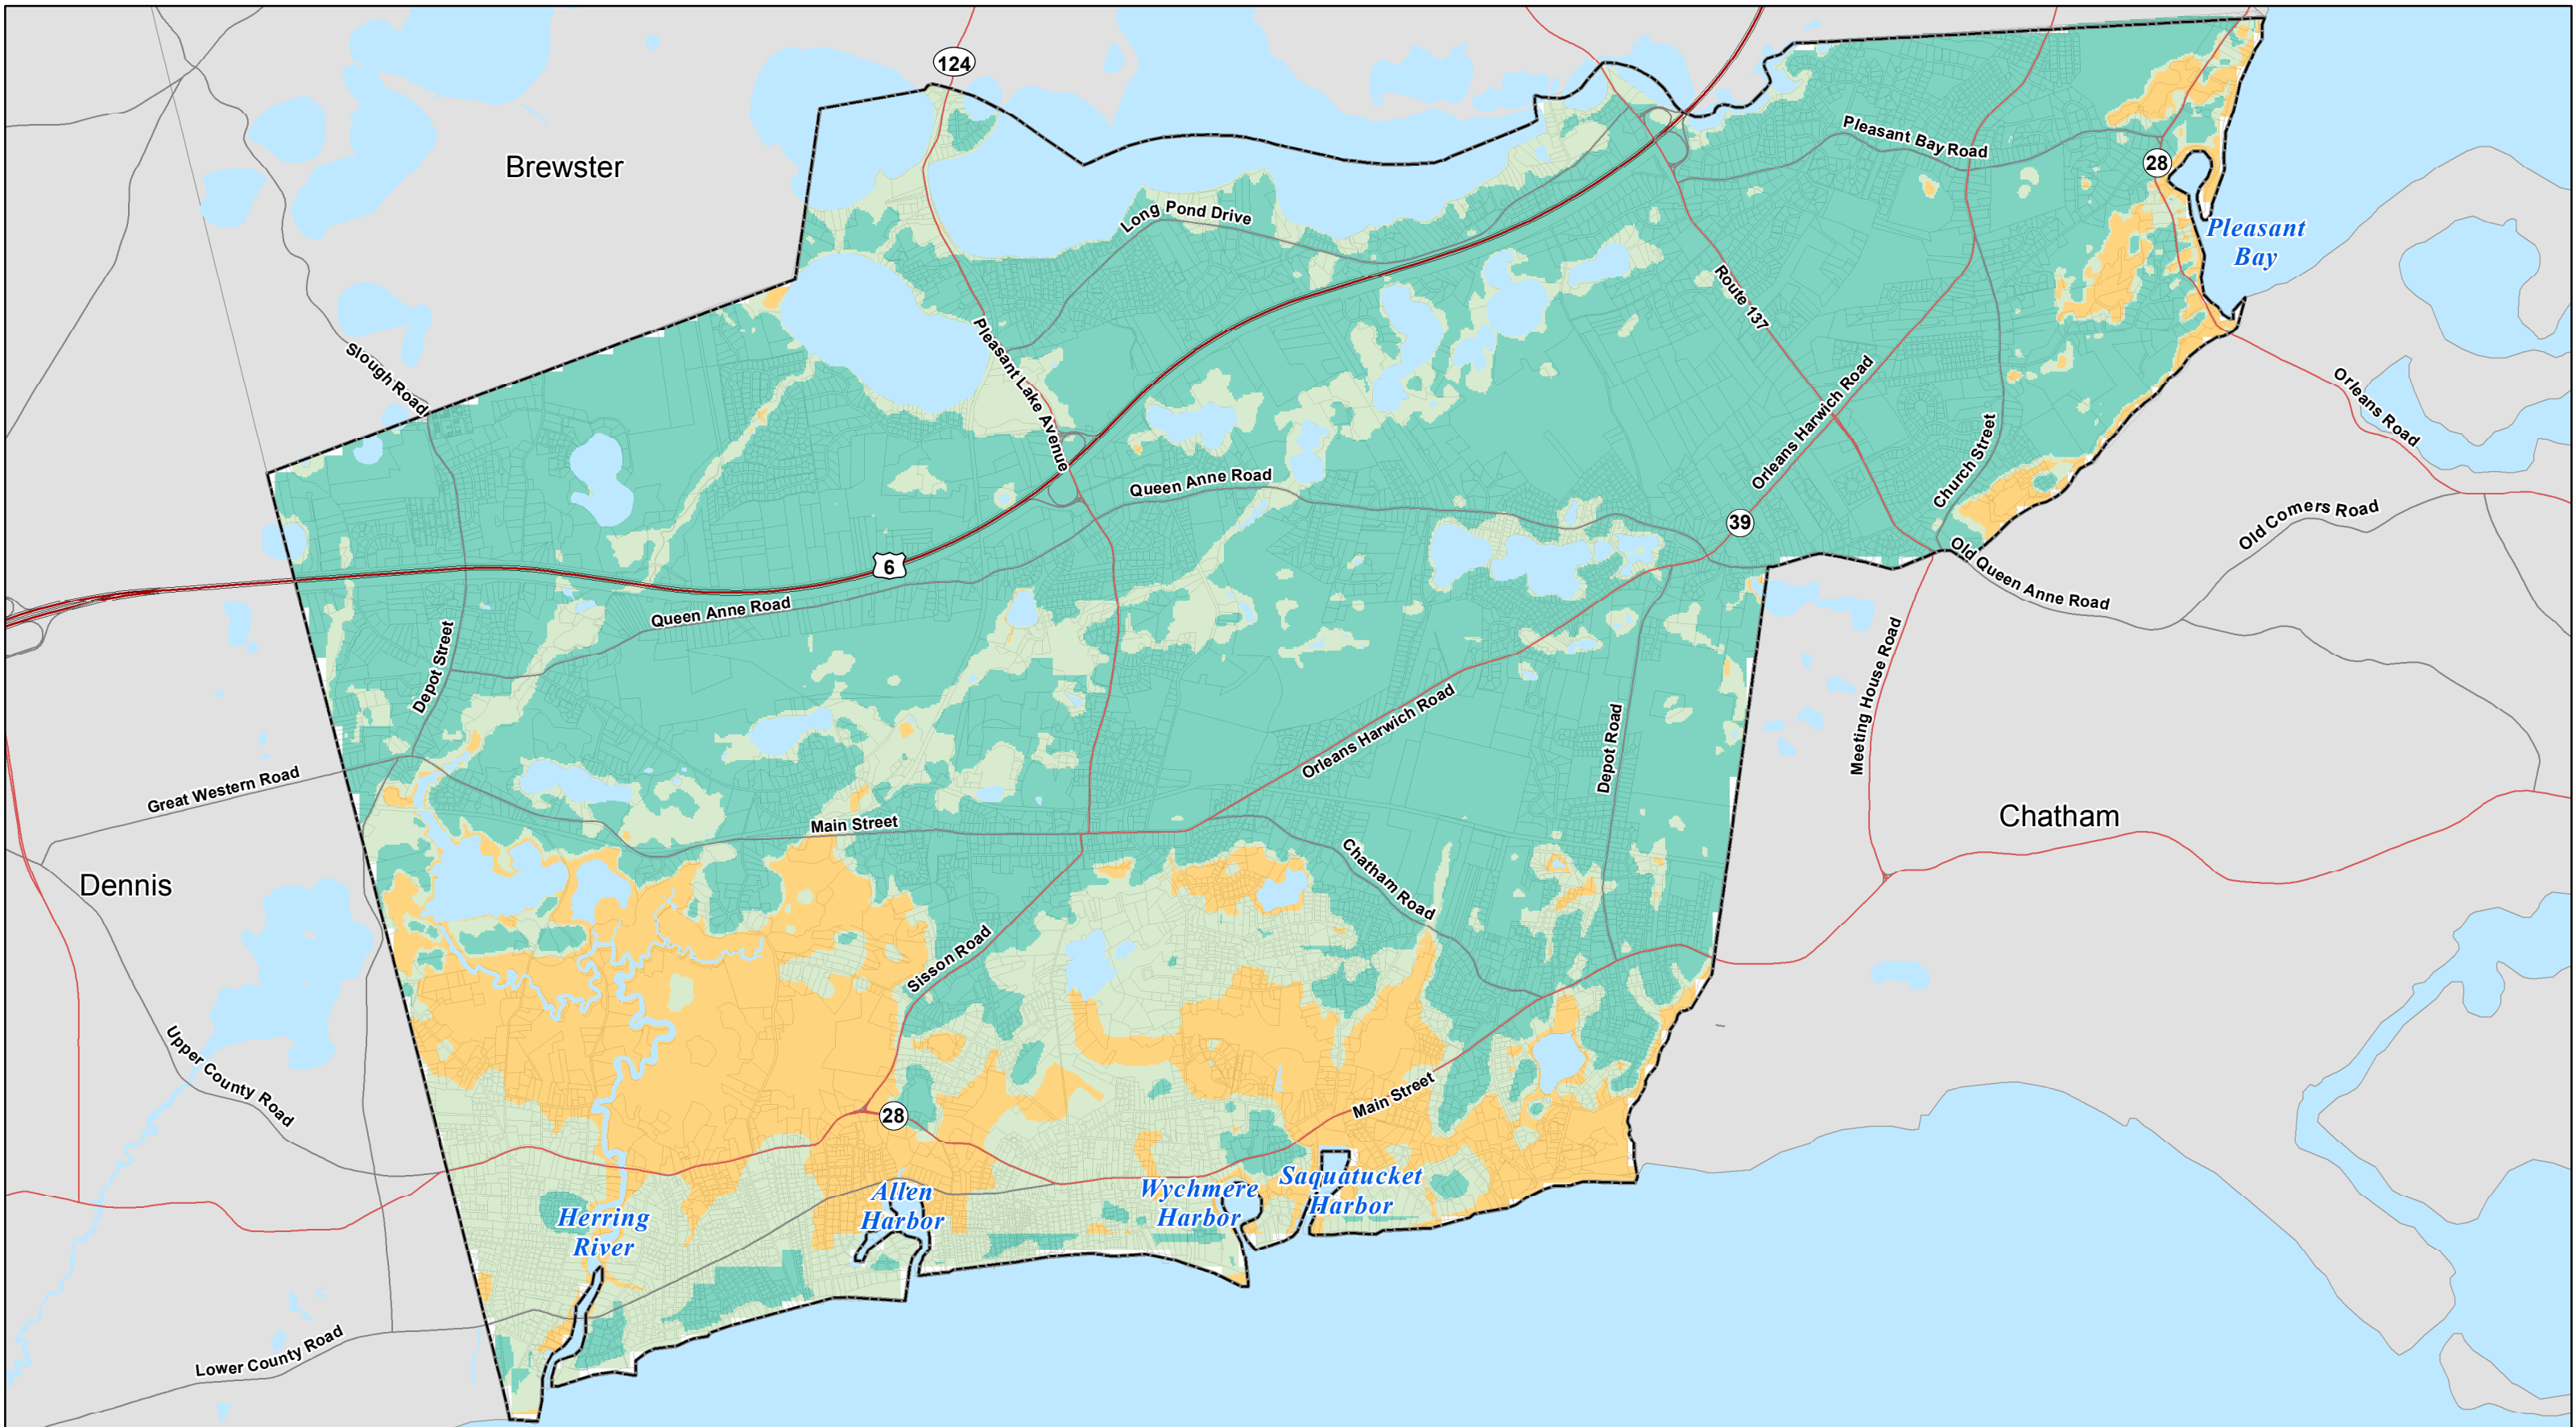 124
Brewster
Pleasant Bay Road
28
Long Pond Drive
Pleasant
Bay
Route 137
Pleasant Lake Avenue
Slough Road
Orleans Harwich Road
Orleans Road
Church Street
Queen Anne Road
39
Old Comers Road
Old Queen Anne Road
6
Queen Anne Road
Depot Street
Meeting House Road
Orleans Harwich Road
Depot Road
Great Western Road
Main Street
Chatham
Chatham Road
Dennis
Sisson Road
Upper County Road
Main Street
28
Allen
Harbor
Wychmere
Harbor
Saquatucket
Harbor
Herring
River
Lower County Road